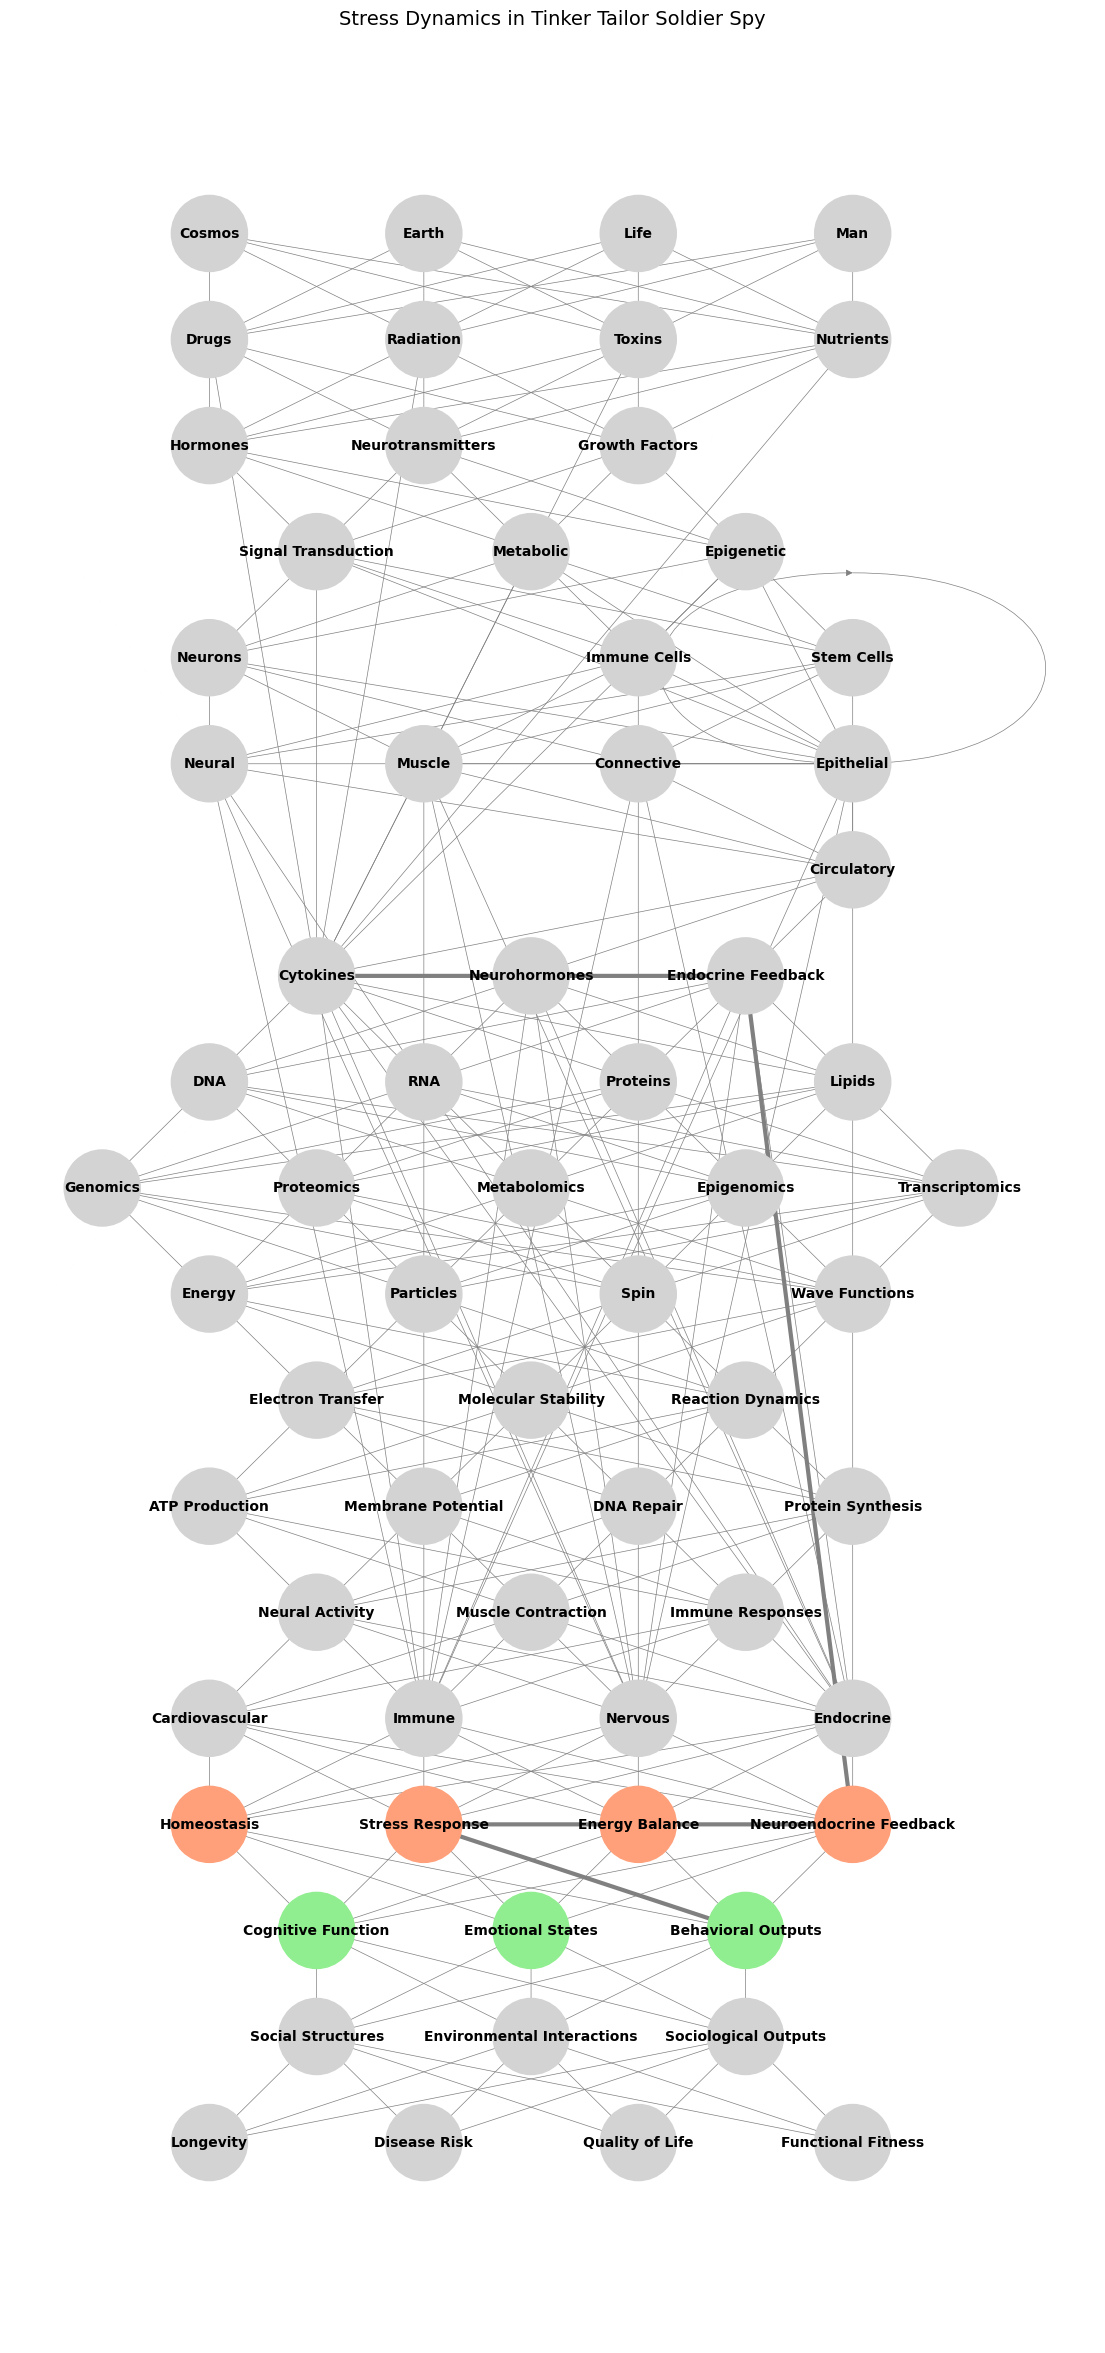 Stress Dynamics in Tinker Tailor Soldier Spy
Cosmos Earth Life Man
Drugs Radiation Toxins Nutrients
Hormones Neurotransmitters Growth Factors
Signal Transduction Metabolic Epigenetic
Neurons Immune Cells Stem Cells
Neural Muscle Connective Epithelial
Circulatory
Cytokines Neurohormones Endocrine Feedback
DNA RNA Proteins Lipids
Genomics Proteomics Metabolomics Epigenomics Transcriptomics
Energy Particles Spin Wave Functions
Electron Transfer Molecular Stability Reaction Dynamics
ATP Production Membrane Potential DNA Repair Protein Synthesis
Neural Activity Muscle Contraction Immune Responses
Cardiovascular Immune Nervous Endocrine
Homeostasis Stress Response Energy Balance Neuroendocrine Feedback
Cognitive Function Emotional States Behavioral Outputs
Social Structures Environmental Interactions Sociological Outputs
Longevity Disease Risk Quality of Life Functional Fitness